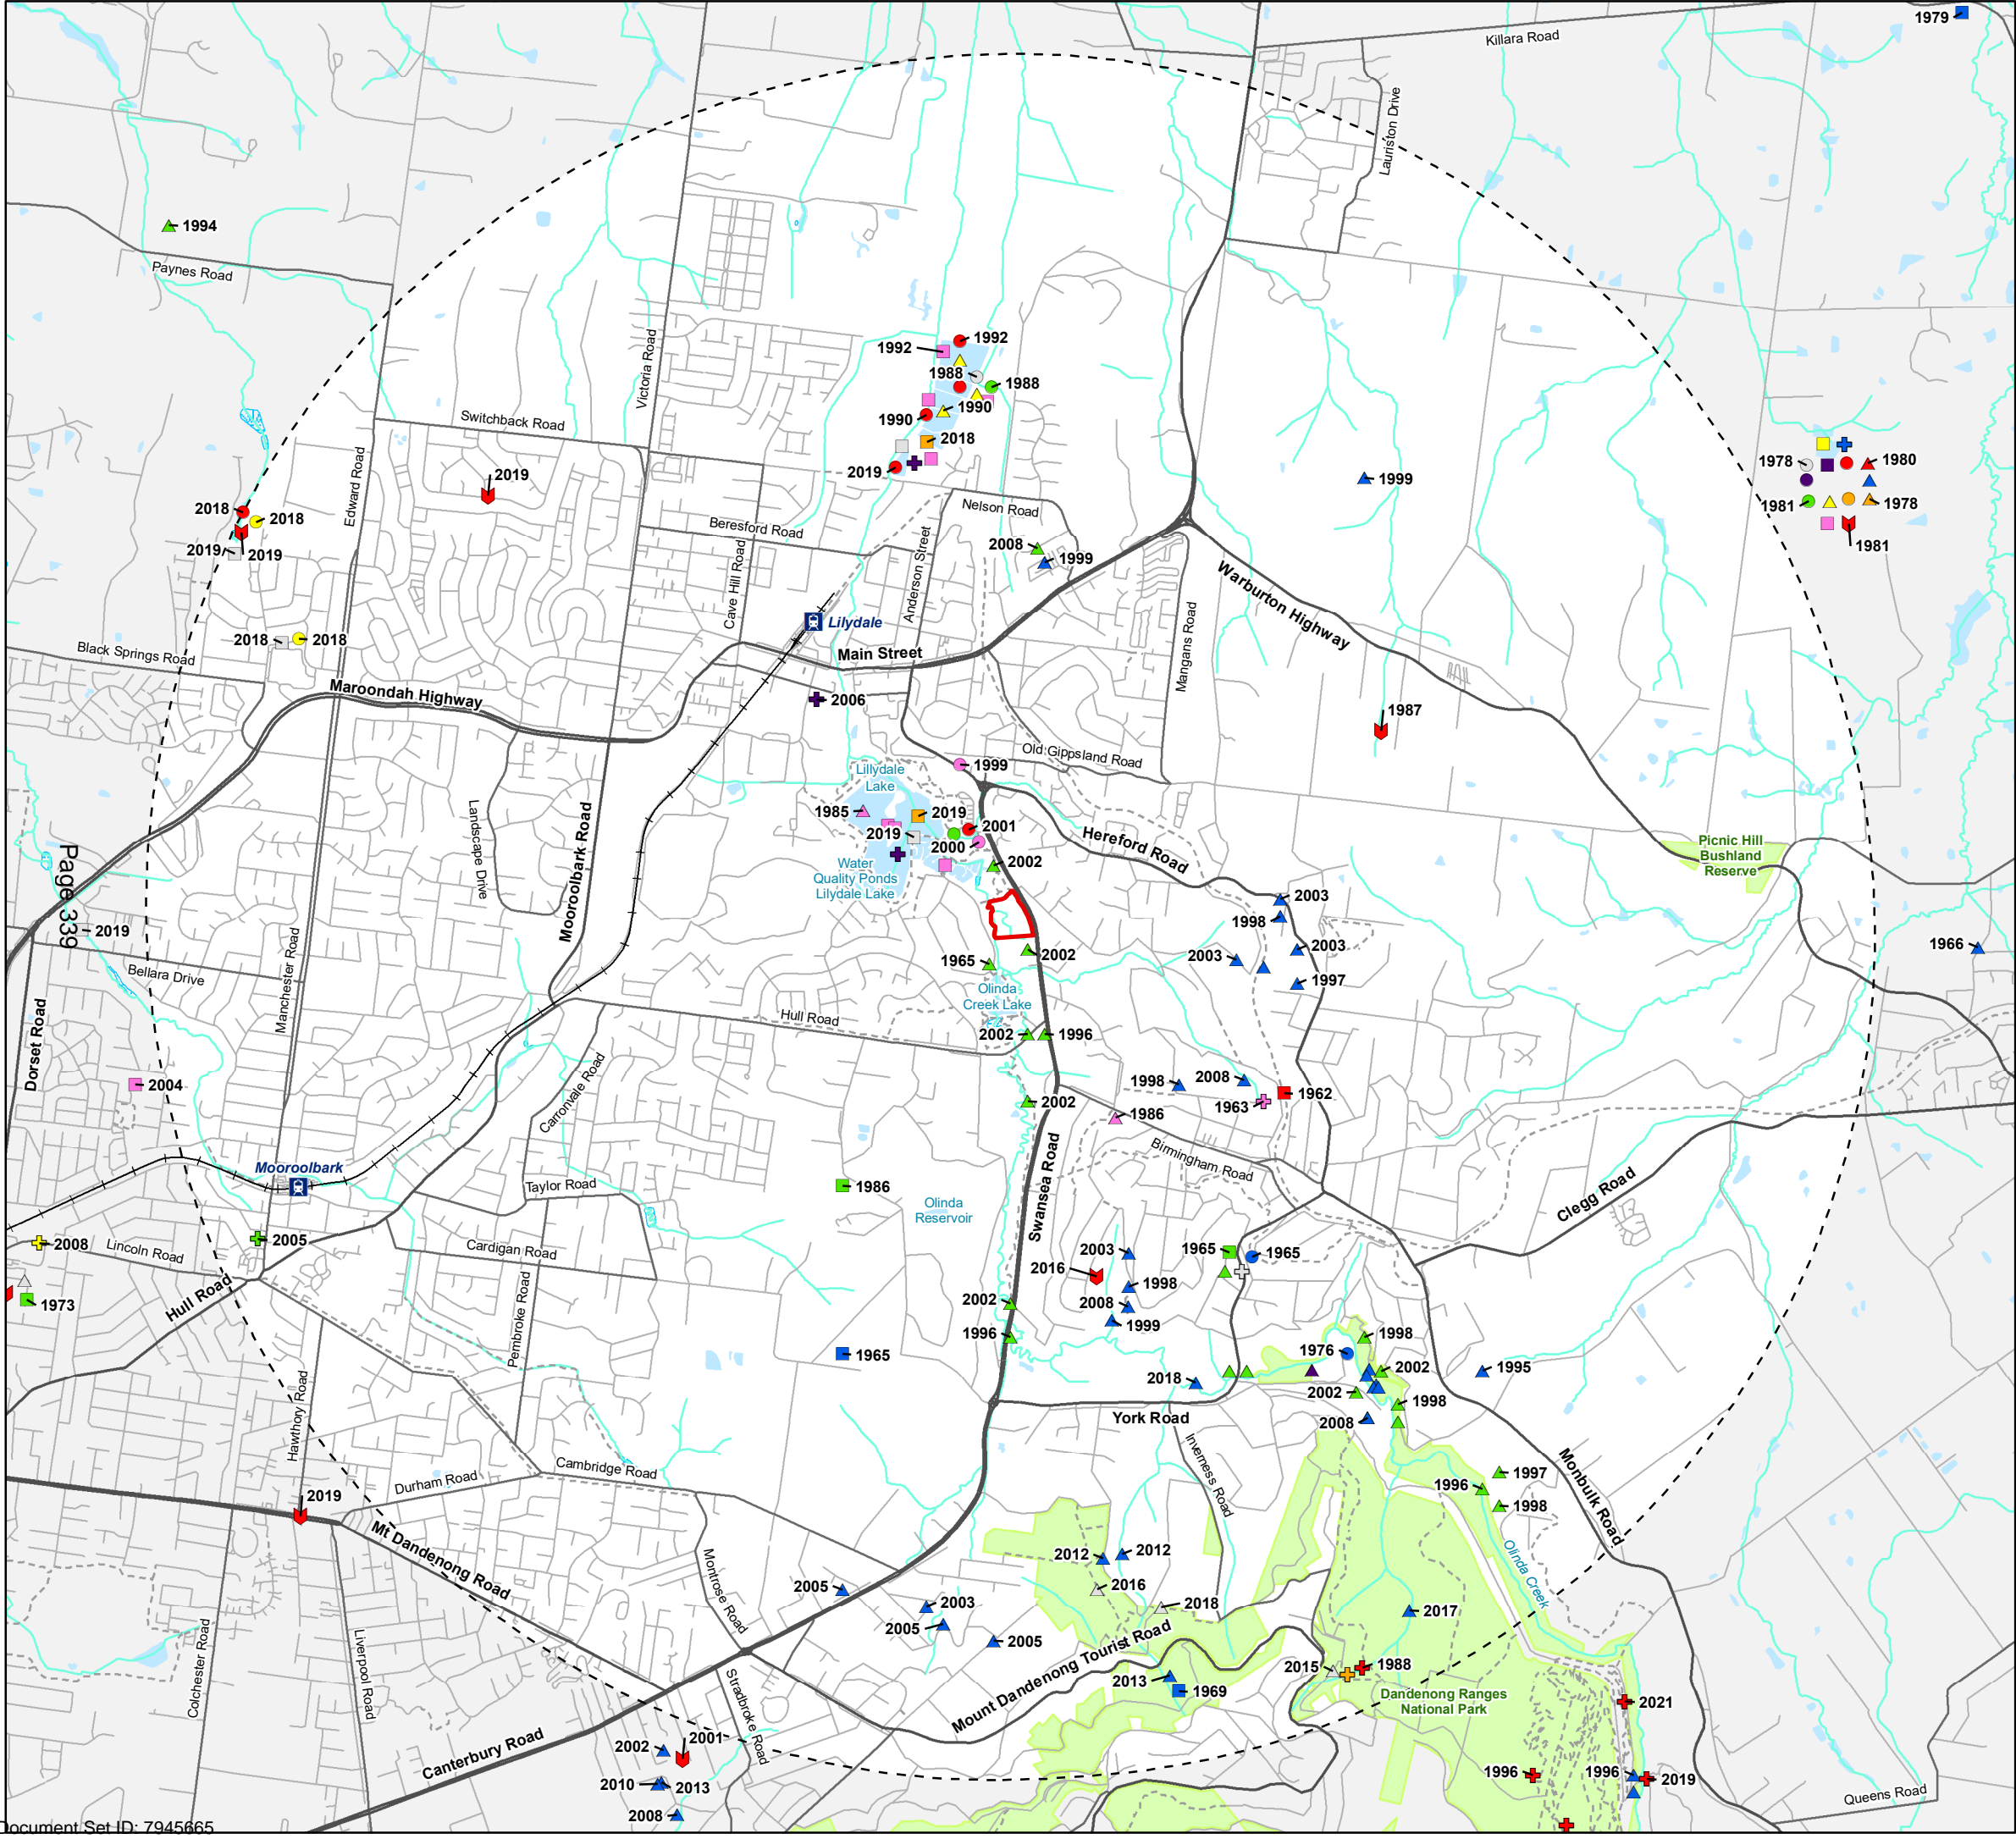 1979
Killara Road
Lauriston Drive
1994
Paynes Road
Victoria Road
1992
1992
1988
1988
1990
1990
Switchback Road
2018
2019
2019
1999
1978
1980
1981
1978
1981
Edward Road
2018
2018
2019
2019
Beresford Road
Nelson Road
2008
1999
Cave Hill Road
Anderson Street
Warburton Highway
Lilydale
2018
2018
Black Springs Road
Main Street
Mangans Road
Maroondah Highway
2006
1987
Old Gippsland Road
1999
Lillydale
Lake
1985
2019
2019
2001
2000
2002
Landscape Drive
Mooroolbark Road
Hereford Road
Picnic Hill
Bushland
Reserve
Water
Quality Ponds
Lilydale Lake
Page 339
2019
2003
1998
2003
2003
1997
1966
Bellara Drive
Manchester Road
2002
1965
Olinda
Creek Lake
Hull Road
2002
1996
Dorset Road
2004
Carronvale Road
1998
2008
1962
1963
2002
1986
Birmingham Road
Swansea Road
Mooroolbark
Taylor Road
1986
Olinda
Reservoir
Clegg Road
2005
2008
Lincoln Road
Cardigan Road
2003
1965
1965
2016
1998
2008
1999
1973
Hull Road
Pembroke Road
2002
1996
1965
1998
1976
2002
1995
2018
2002
1998
2008
York Road
Hawthory Road
Inverness Road
Monbulk Road
Cambridge Road
Durham Road
1997
1996
1998
2019
Mt Dandenong Road
Olinda Creek
Montrose Road
2012
2012
2016
2018
2005
2003
2005
2005
2017
Mount Dandenong Tourist Road
Colchester Road
Liverpool Road
Stradbroke Road
2015
1988
2013
1969
Dandenong Ranges
National Park
2021
Canterbury Road
2002
2001
2010
2013
2008
1996
1996
2019
Queens Road
Document Set ID: 7945665